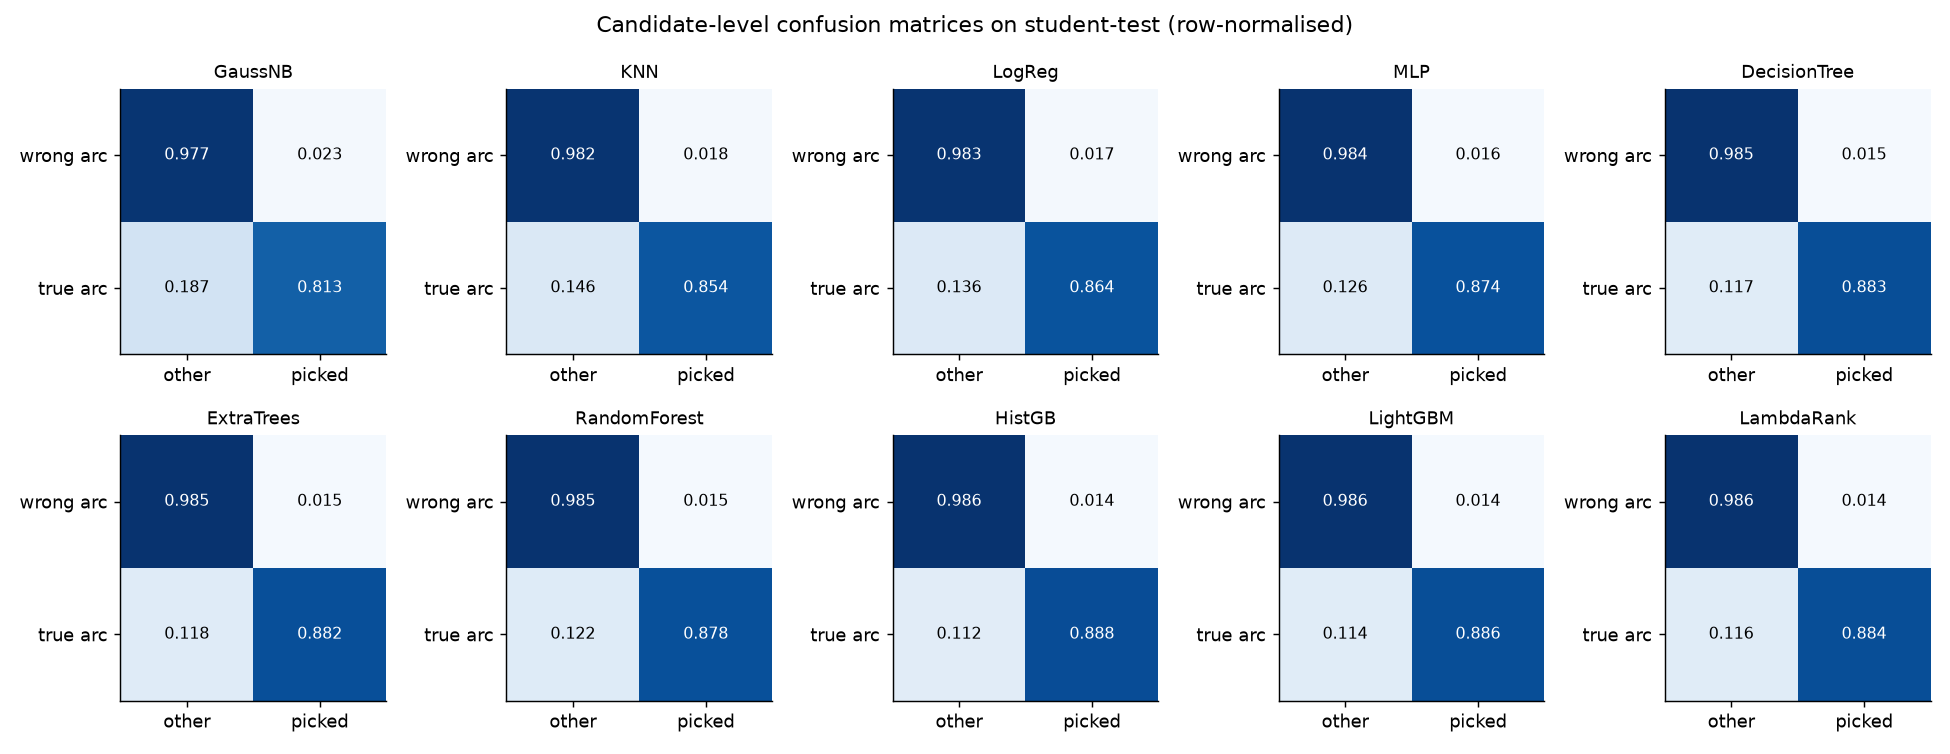 Candidate-level confusion matrices on student-test (row-normalised)
GaussNB KNN LogReg MLP DecisionTree
wrong arc 0.977 0.023 wrong arc 0.982 0.018 wrong arc 0.983 0.017 wrong arc 0.984 0.016 wrong arc 0.985 0.015
true arc 0.187 0.813 true arc 0.146 0.854 true arc 0.136 0.864 true arc 0.126 0.874 true arc 0.117 0.883
other picked other picked other picked other picked other picked
ExtraTrees RandomForest HistGB LightGBM LambdaRank
wrong arc 0.985 0.015 wrong arc 0.985 0.015 wrong arc 0.986 0.014 wrong arc 0.986 0.014 wrong arc 0.986 0.014
true arc 0.118 0.882 true arc 0.122 0.878 true arc 0.112 0.888 true arc 0.114 0.886 true arc 0.116 0.884
other picked other picked other picked other picked other picked